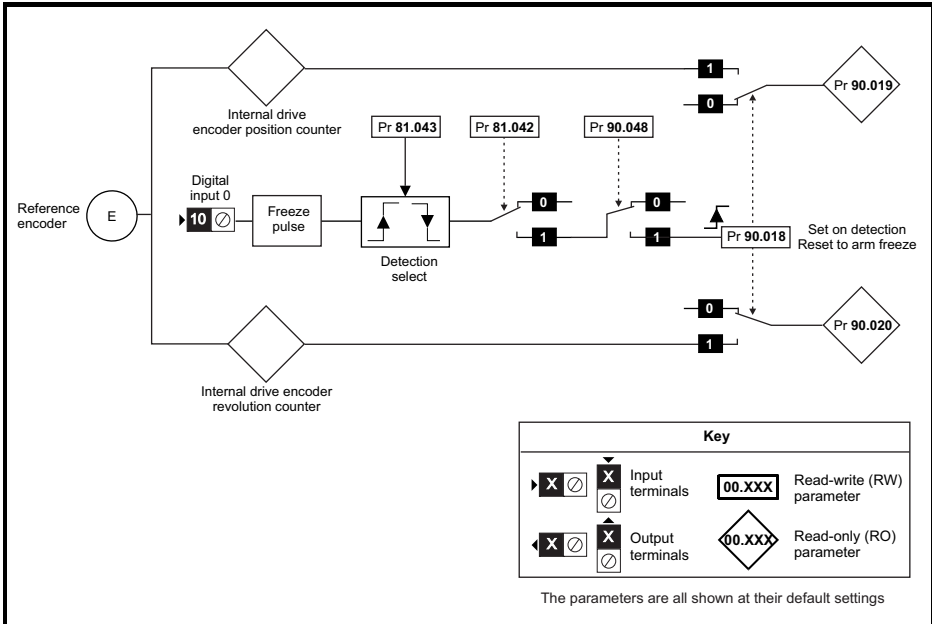 1
0
Pr 90.019
Internal drive
encoder position counter
Pr 81.043
Pr 81.042
Pr 90.048
Digital
input 0
Reference
encoder
E
10
Freeze
pulse
0
1
0
1
Pr 90.018
Set on detection
Reset to arm freeze
Detection
select
0
1
Pr 90.020
Internal drive encoder
revolution counter
Key
X
X
Input
terminals
00.XXX
Read-write (RW)
parameter
X
X
Output
terminals
00.XXX
Read-only (RO)
parameter
The parameters are all shown at their default settings